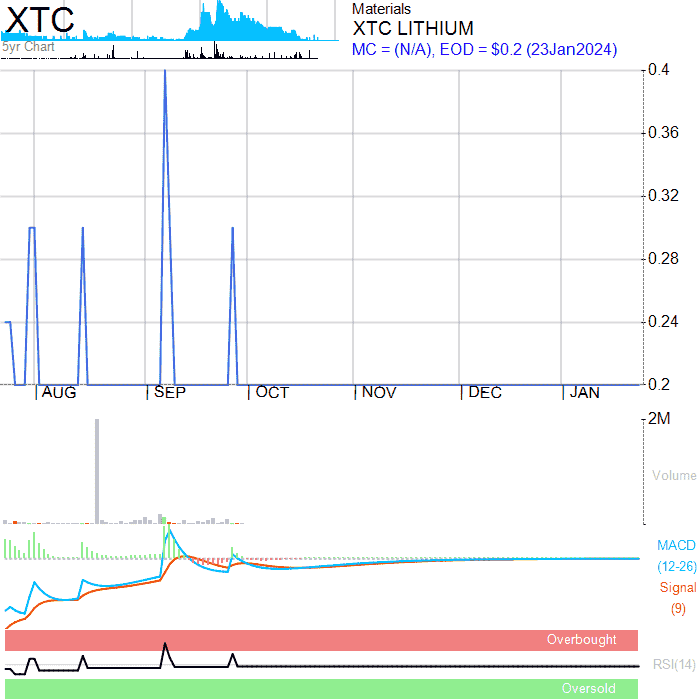 XTC
5yr Chart
Materials
XTC LITHIUM
MC = (N/A), EOD = $0.2 (23Jan2024)
0.4
0.36
0.32
0.28
0.24
0.2
AUG SEP OCT NOV DEC JAN
2M
Volume
MACD
(12-26)
Signal
(9)
Overbought
RSI(14)
Oversold